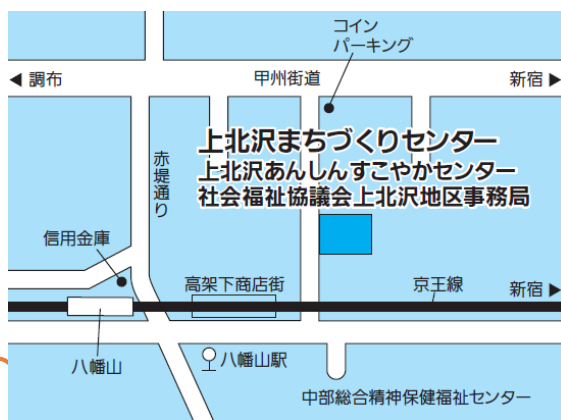 コイン
パーキング
◀ 調布
甲州街道
新宿 ▶
上北沢まちづくりセンター
上北沢あんしんすこやかセンター
社会福祉協議会上北沢地区事務局
赤堤通り
信用金庫
高架下商店街
京王線
新宿 ▶
八幡山
八幡山駅
中部総合精神保健福祉センター